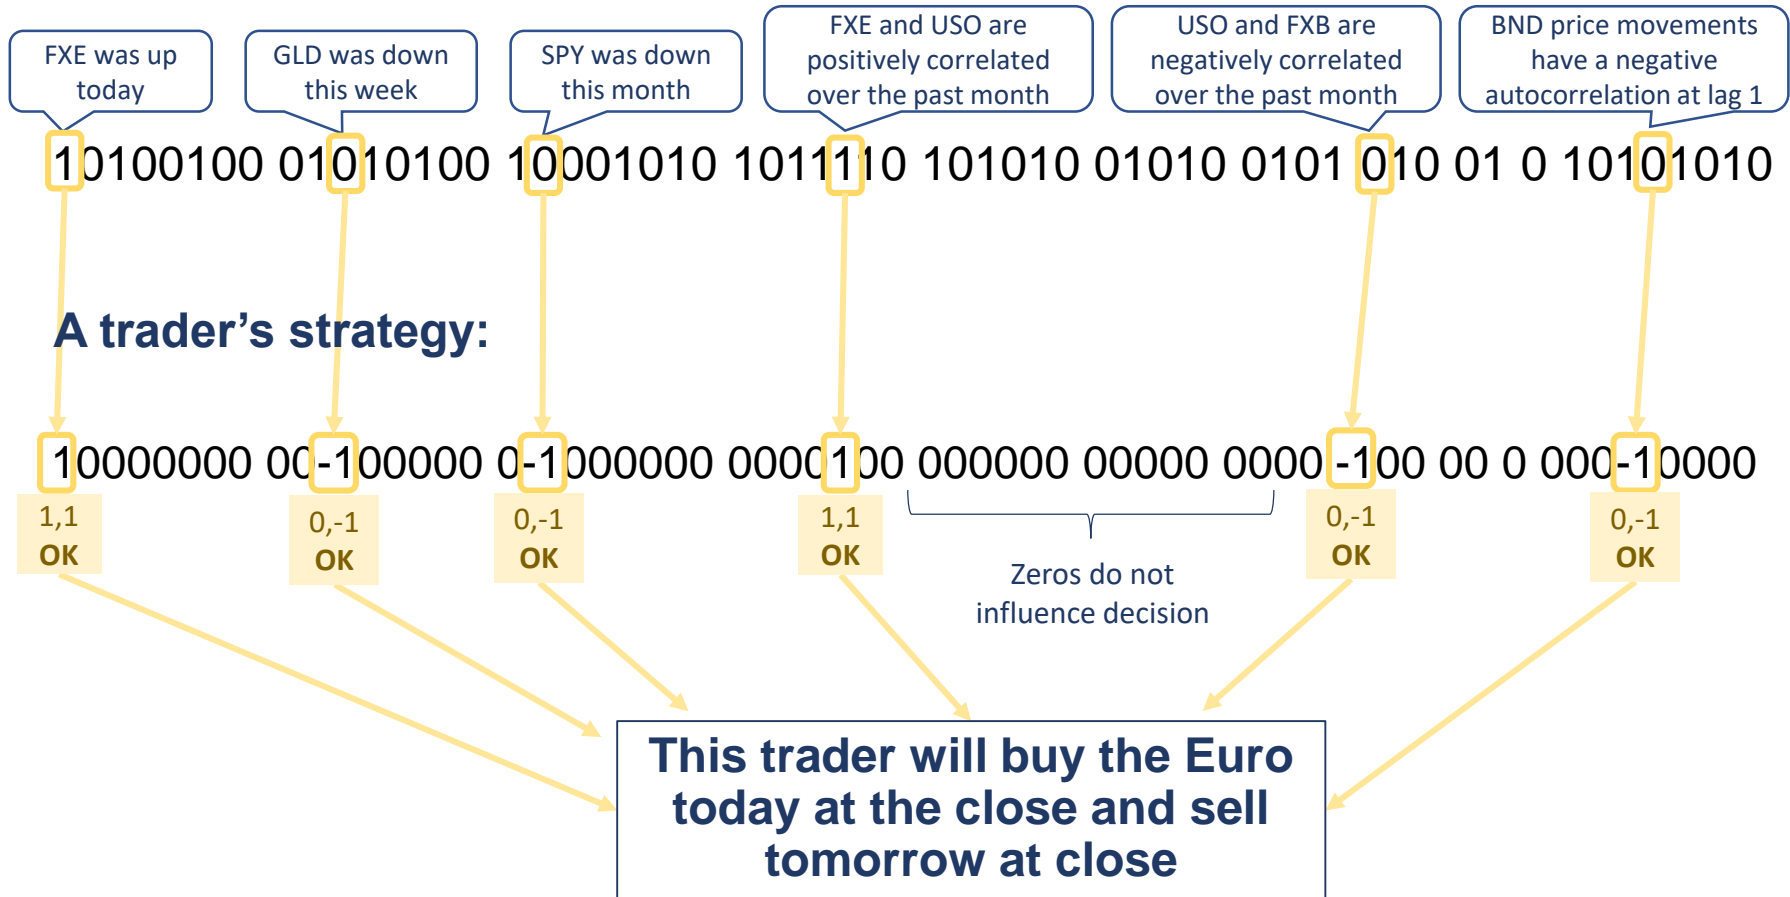 FXE was up
today
GLD was down
this week
SPY was down
this month
FXE and USO are
positively correlated
over the past month
USO and FXB are
negatively correlated
over the past month
BND price movements
have a negative
autocorrelation at lag 1
10100100 01010100 10001010 1011110 101010 01010 0101 010 01 0 10101010
A trader’s strategy:
10000000 00-100000 0-1000000 0000100 000000 00000 0000 -100 00 0 000-10000
1,1
OK
0,-1
OK
0,-1
OK
1,1
OK
Zeros do not
influence decision
0,-1
OK
0,-1
OK
This trader will buy the Euro
today at the close and sell
tomorrow at close